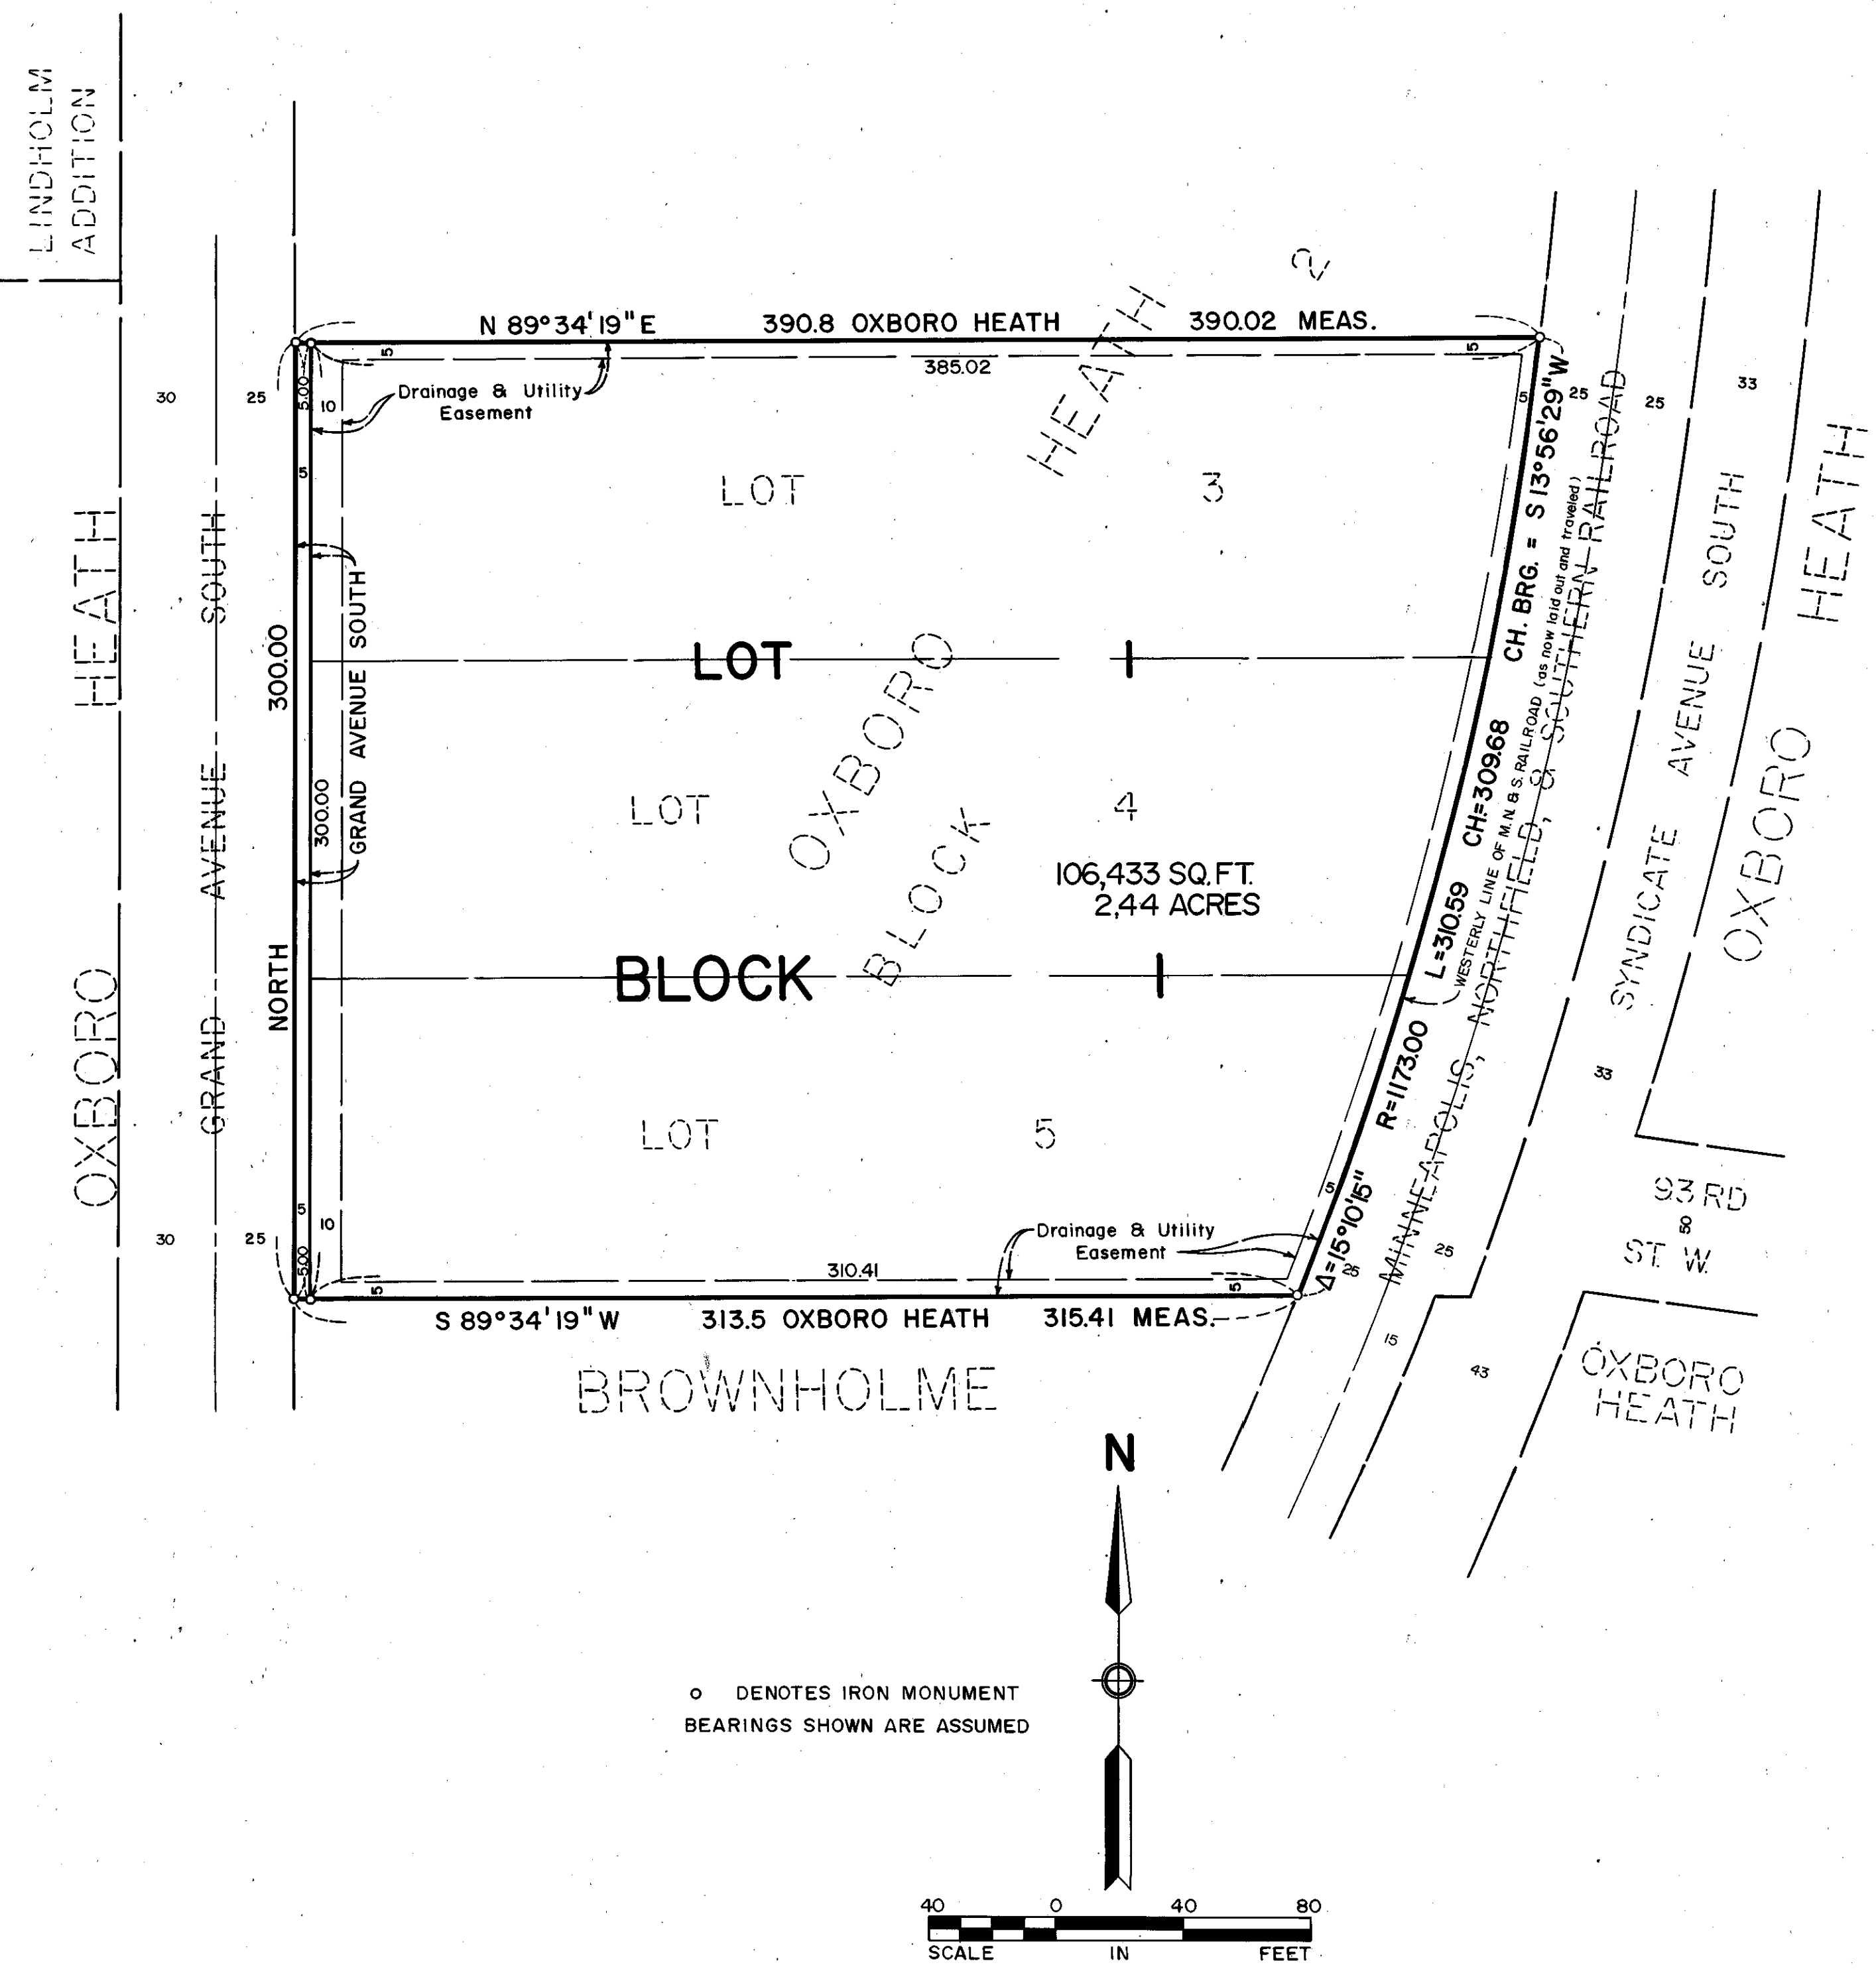 LINDHOLM
ADDITION
HEATH
2
N 89°34'19" E 390.8 OXBORO HEATH 390.02 MEAS.
5
5
385.02
30
25
5.00
10
Drainage & Utility
Easement
5
25
25
33
5
LOT
3
HEATH
OXBORO
GRAND AVENUE SOUTH
NORTH 300.00
300.00
GRAND AVENUE SOUTH
LOT 1
OXBORO
BLOCK
LOT
4
106,433 SQ.FT.
2,44 ACRES
BLOCK 1
LOT
5
Δ=15°10'15" R=1173.00 L=310.59 CH=309.68 CH. BRG. = S 13°56'29" W
WESTERLY LINE OF M.N.& S. RAILROAD (as now laid out and traveled)
MINNEAPOLIS, NORTHFIELD, & SOUTHERN RAILROAD
SYNDICATE AVENUE SOUTH
OXBORO HEATH
33
93 RD
50
ST. W.
5
5
10
30
25
5.00
Drainage & Utility
Easement
25
25
310.41
5
5
S 89°34'19" W 313.5 OXBORO HEATH 315.41 MEAS.
15
43
OXBORO
HEATH
BROWNHOLME
N
o DENOTES IRON MONUMENT
BEARINGS SHOWN ARE ASSUMED
40 0 40 80
SCALE IN FEET